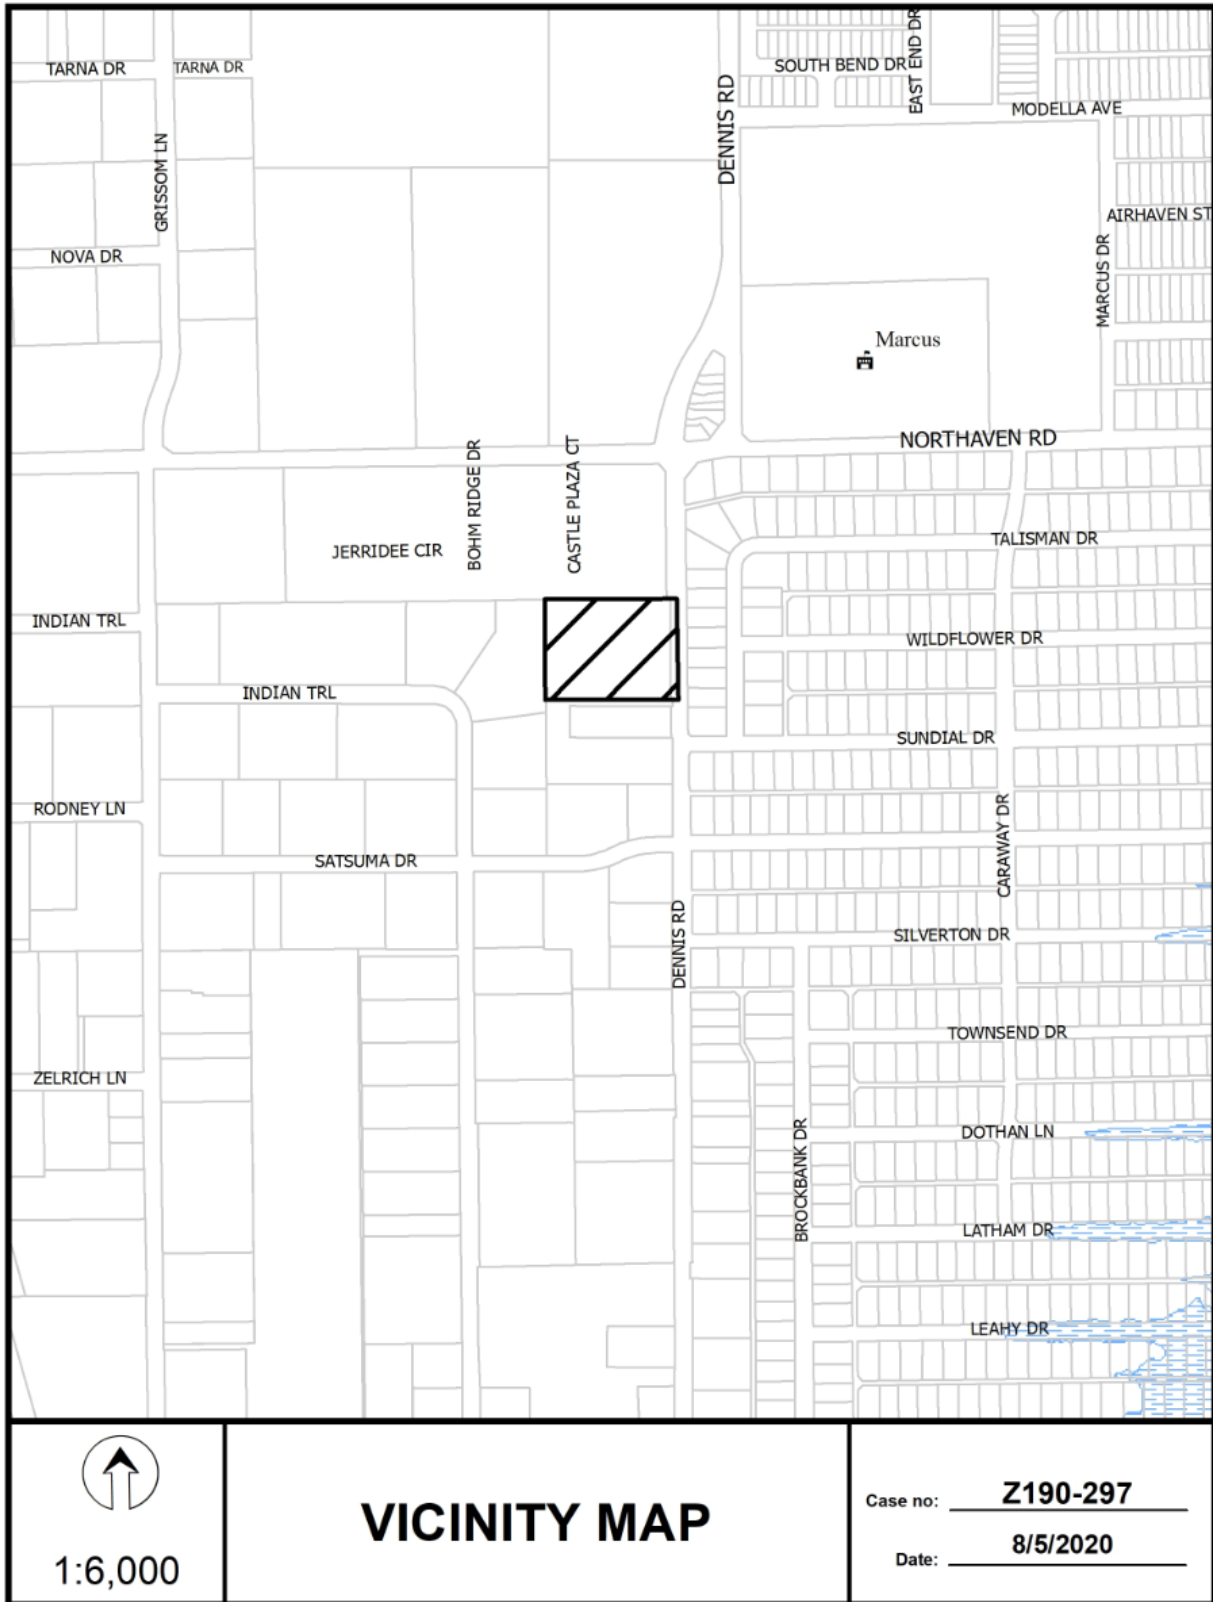 EAST END DR
SOUTH BEND DR
TARNA DR
TARNA DR
DENNIS RD
MODELLA AVE
GRISSOM LN
AIRHAVEN ST
NOVA DR
MARCUS DR
Marcus
NORTHAVEN RD
BOHM RIDGE DR
CASTLE PLAZA CT
JERRIDEE CIR
TALISMAN DR
INDIAN TRL
WILDFLOWER DR
INDIAN TRL
SUNDIAL DR
RODNEY LN
CARAWAY DR
SATSUMA DR
DENNIS RD
SILVERTON DR
TOWNSEND DR
ZELRICH LN
DOTHAN LN
BROCKBANK DR
LATHAM DR
LEAHY DR
1:6,000
VICINITY MAP
Case no: Z190-297
Date: 8/5/2020